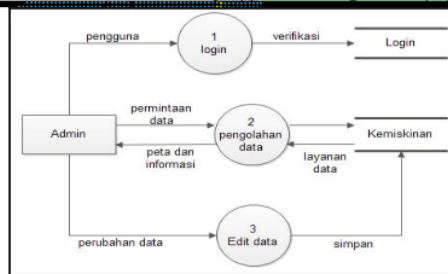 pengguna
1
login
verifikasi
Login
Admin
permintaan
data
2
pengolahan
data
Kemiskinan
peta dan
informasi
layanan
data
3
Edit data
perubahan data
simpan